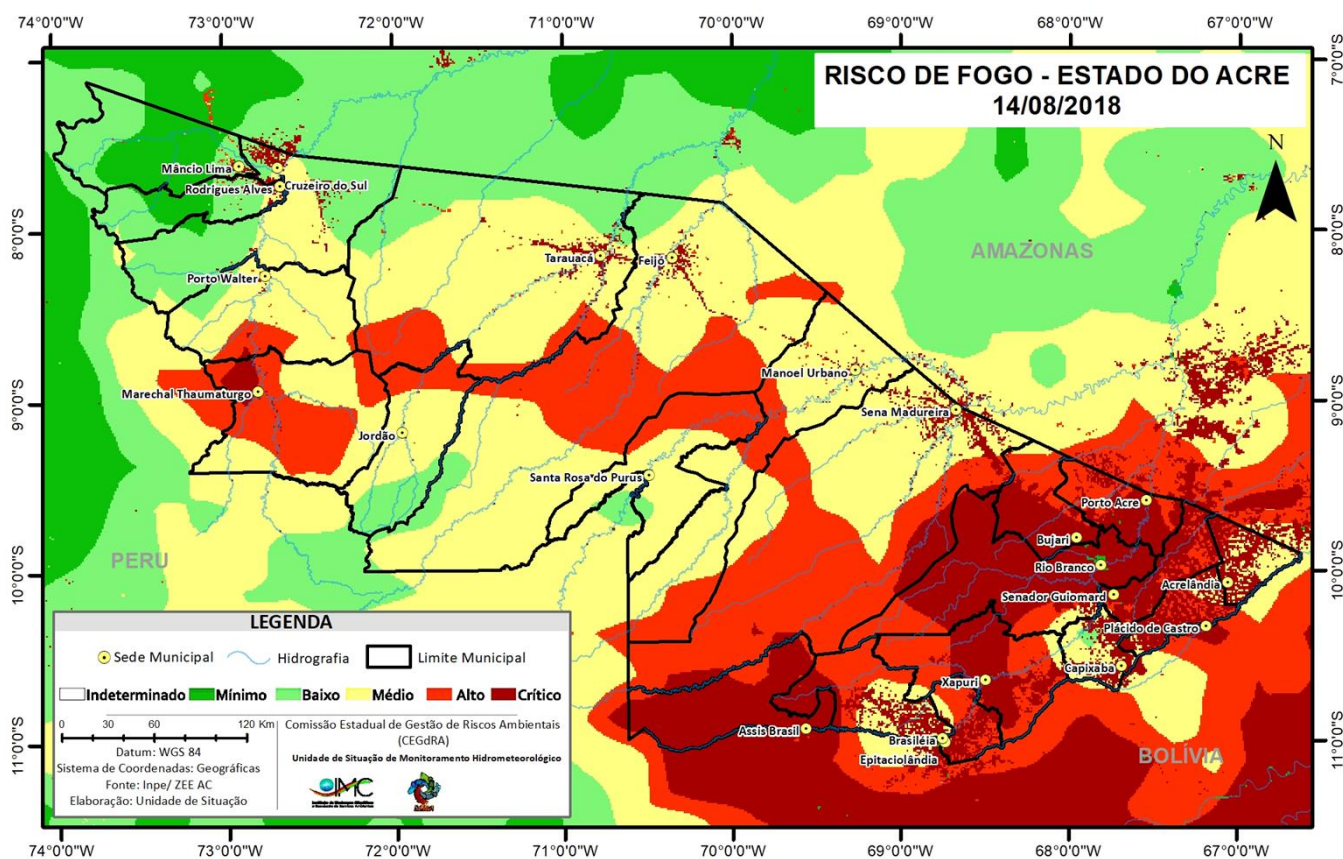 74°0'0"W 73°0'0"W 72°0'0"W 71°0'0"W 70°0'0"W 69°0'0"W 68°0'0"W 67°0'0"W
RISCO DE FOGO - ESTADO DO ACRE
14/08/2018
N
7°0'0"S
7°0'0"S
Mâncio Lima
Rodrigues Alves
Cruzeiro do Sul
8°0'0"S
8°0'0"S
AMAZONAS
Tarauacá
Feijó
Porto Walter
Manoel Urbano
Marechal Thaumaturgo
9°0'0"S
9°0'0"S
Sena Madureira
Jordão
Santa Rosa do Purus
Porto Acre
Bujari
PERU
Rio Branco
10°0'0"S
10°0'0"S
Acrelândia
Senador Guiomard
Plácido de Castro
Capixaba
Xapuri
Assis Brasil
Brasiléia
Epitaciolândia
11°0'0"S
11°0'0"S
BOLÍVIA
LEGENDA
Sede Municipal Hidrografia Limite Municipal
Indeterminado Mínimo Baixo Médio Alto Crítico
0 30 60 120 Km
Datum: WGS 84
Sistema de Coordenadas: Geográficas
Fonte: Inpe/ ZEE AC
Elaboração: Unidade de Situação
Comissão Estadual de Gestão de Riscos Ambientais
(CEGdRA)
Unidade de Situação de Monitoramento Hidrometeorológico
IMC
74°0'0"W 73°0'0"W 72°0'0"W 71°0'0"W 70°0'0"W 69°0'0"W 68°0'0"W 67°0'0"W